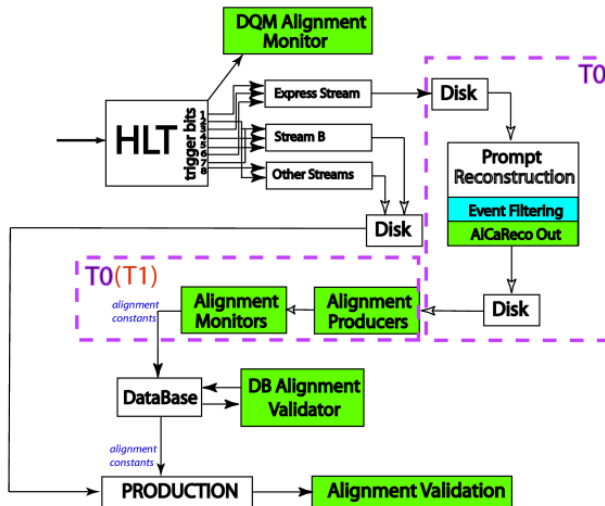 DQM Alignment
Monitor
T0
HLT
trigger bits
1
2
3
4
5
6
7
8
Express Stream
Stream B
Other Streams
Disk
Disk
Prompt
Reconstruction
Event Filtering
AlCaReco Out
Disk
T0(T1)
alignment
constants
Alignment
Monitors
Alignment
Producers
DataBase
DB Alignment
Validator
alignment
constants
PRODUCTION
Alignment Validation